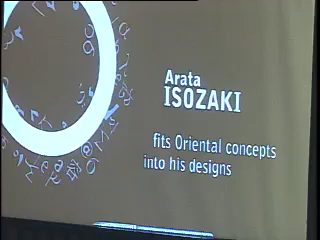 Arata
ISOZAKI
fits Oriental concepts
into his designs